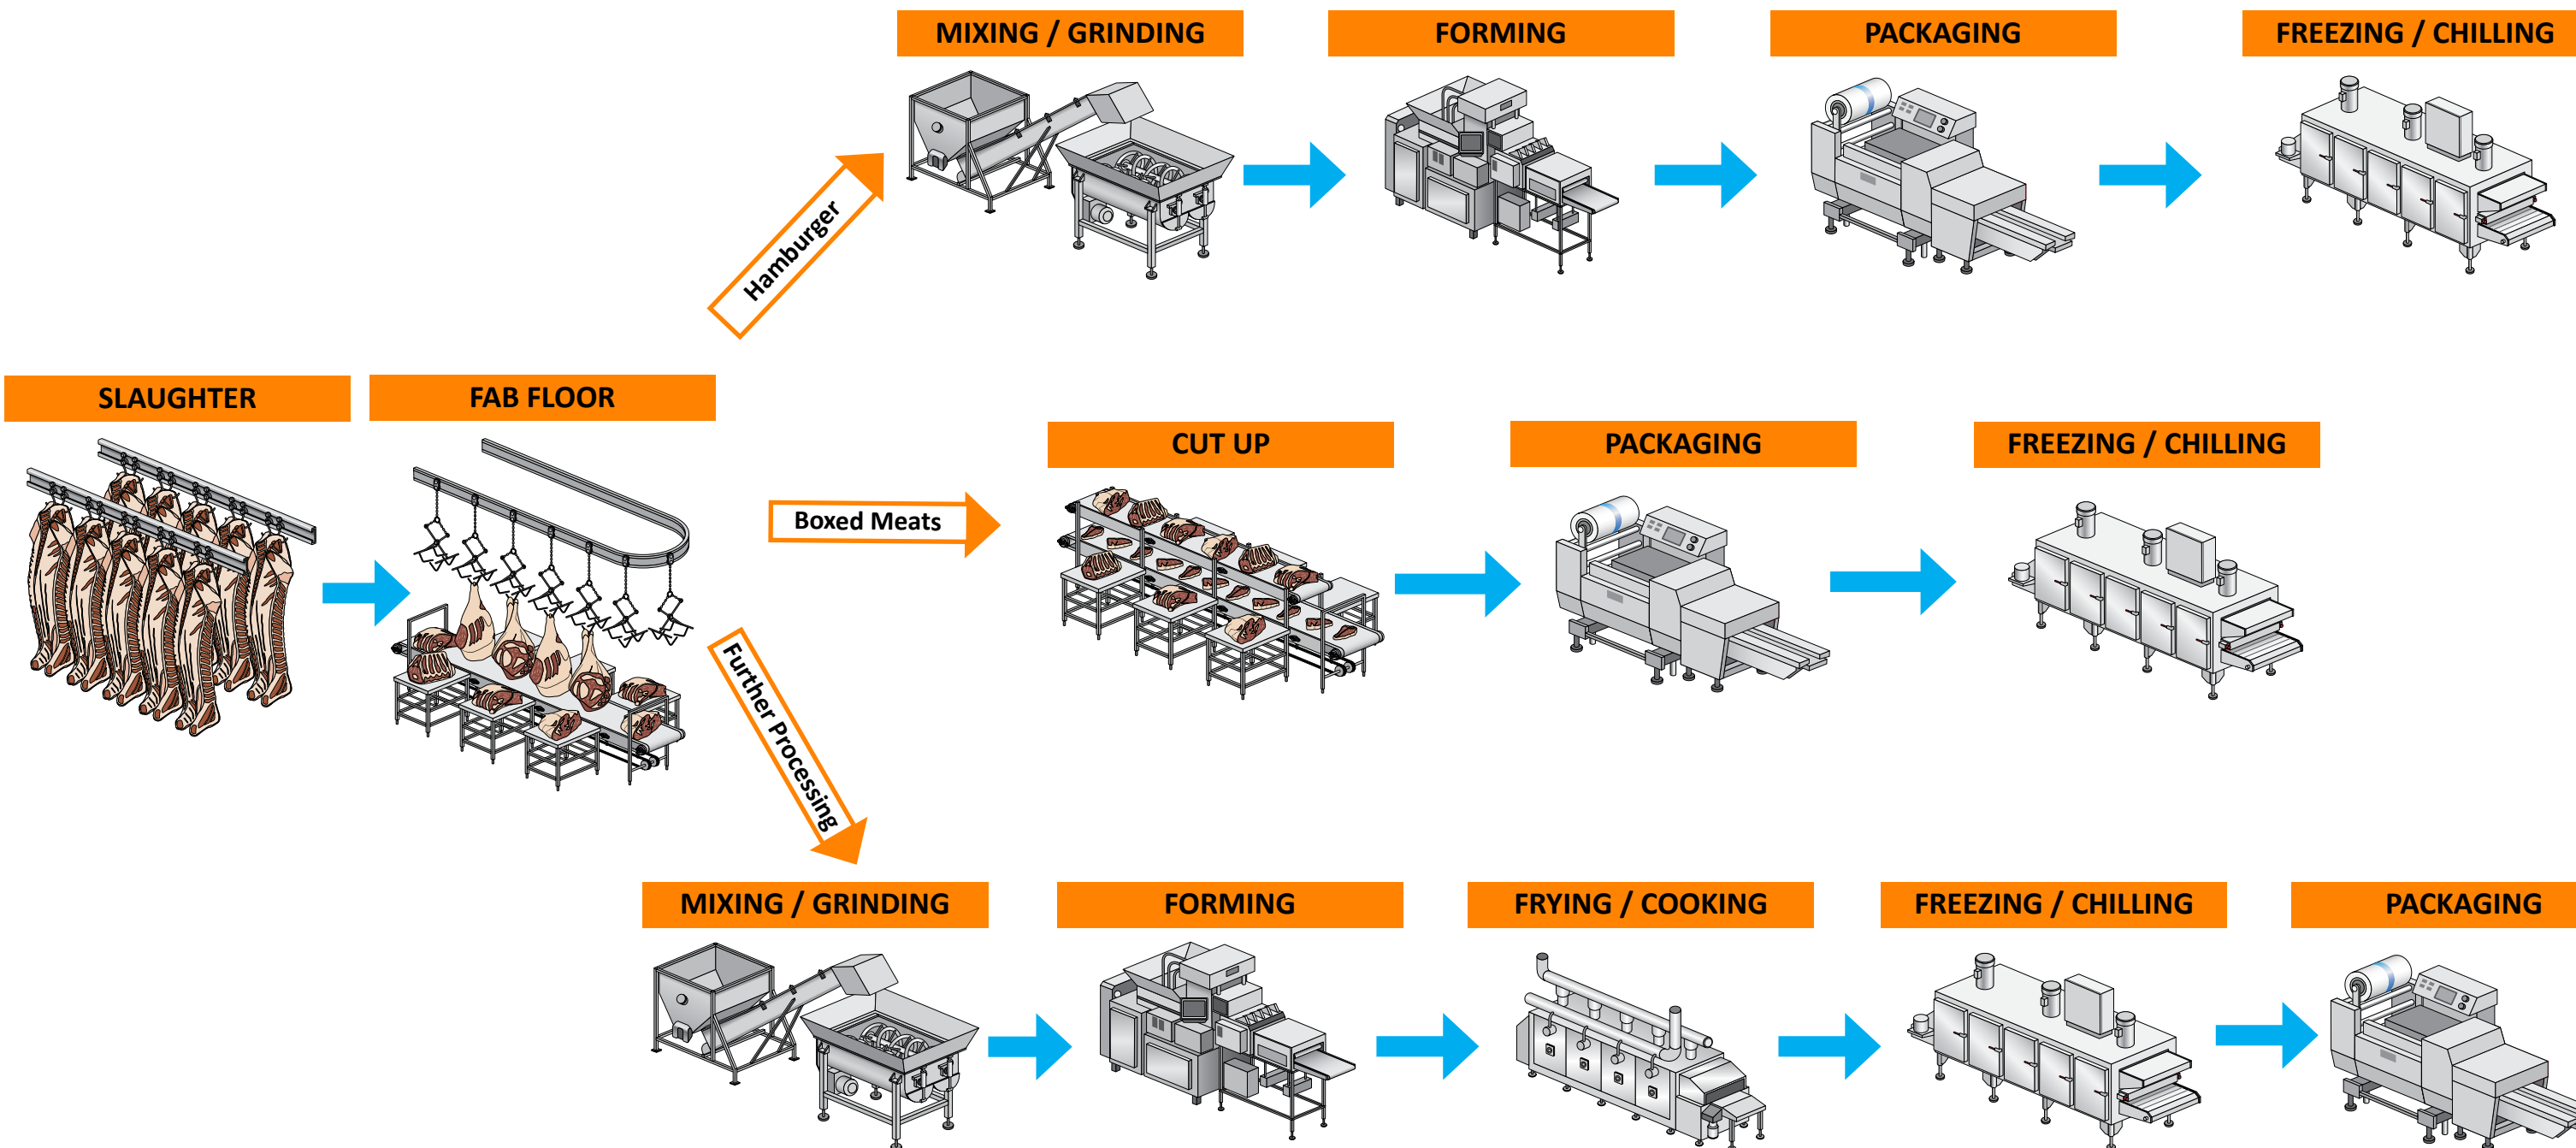 MIXING / GRINDING
FORMING
PACKAGING
FREEZING / CHILLING
Hamburger
SLAUGHTER
FAB FLOOR
CUT UP
PACKAGING
FREEZING / CHILLING
Boxed Meats
Further Processing
MIXING / GRINDING
FORMING
FRYING / COOKING
FREEZING / CHILLING
PACKAGING